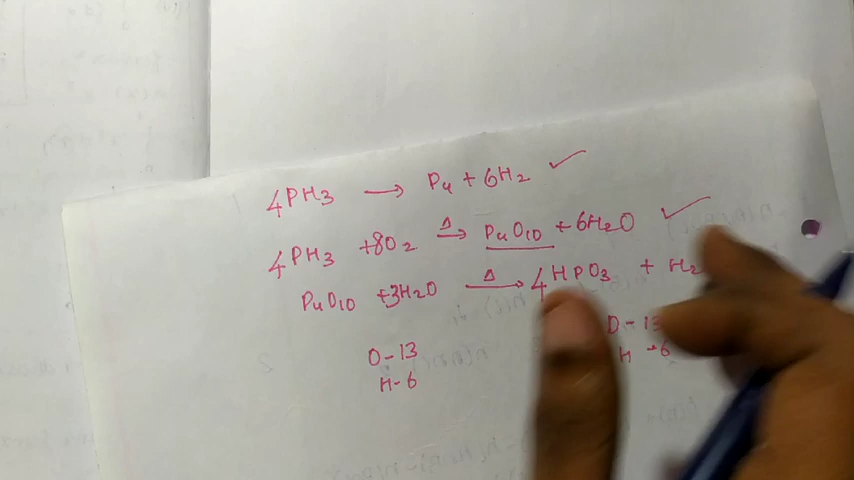 4PH3 → P4 + 6H2 ✓
4PH3 + 8O2 Δ→ P4O10 + 6H2O ✓
P4O10 + 3H2O Δ→ 4HPO3 + H2
O-13 O-13
H-6 H-6